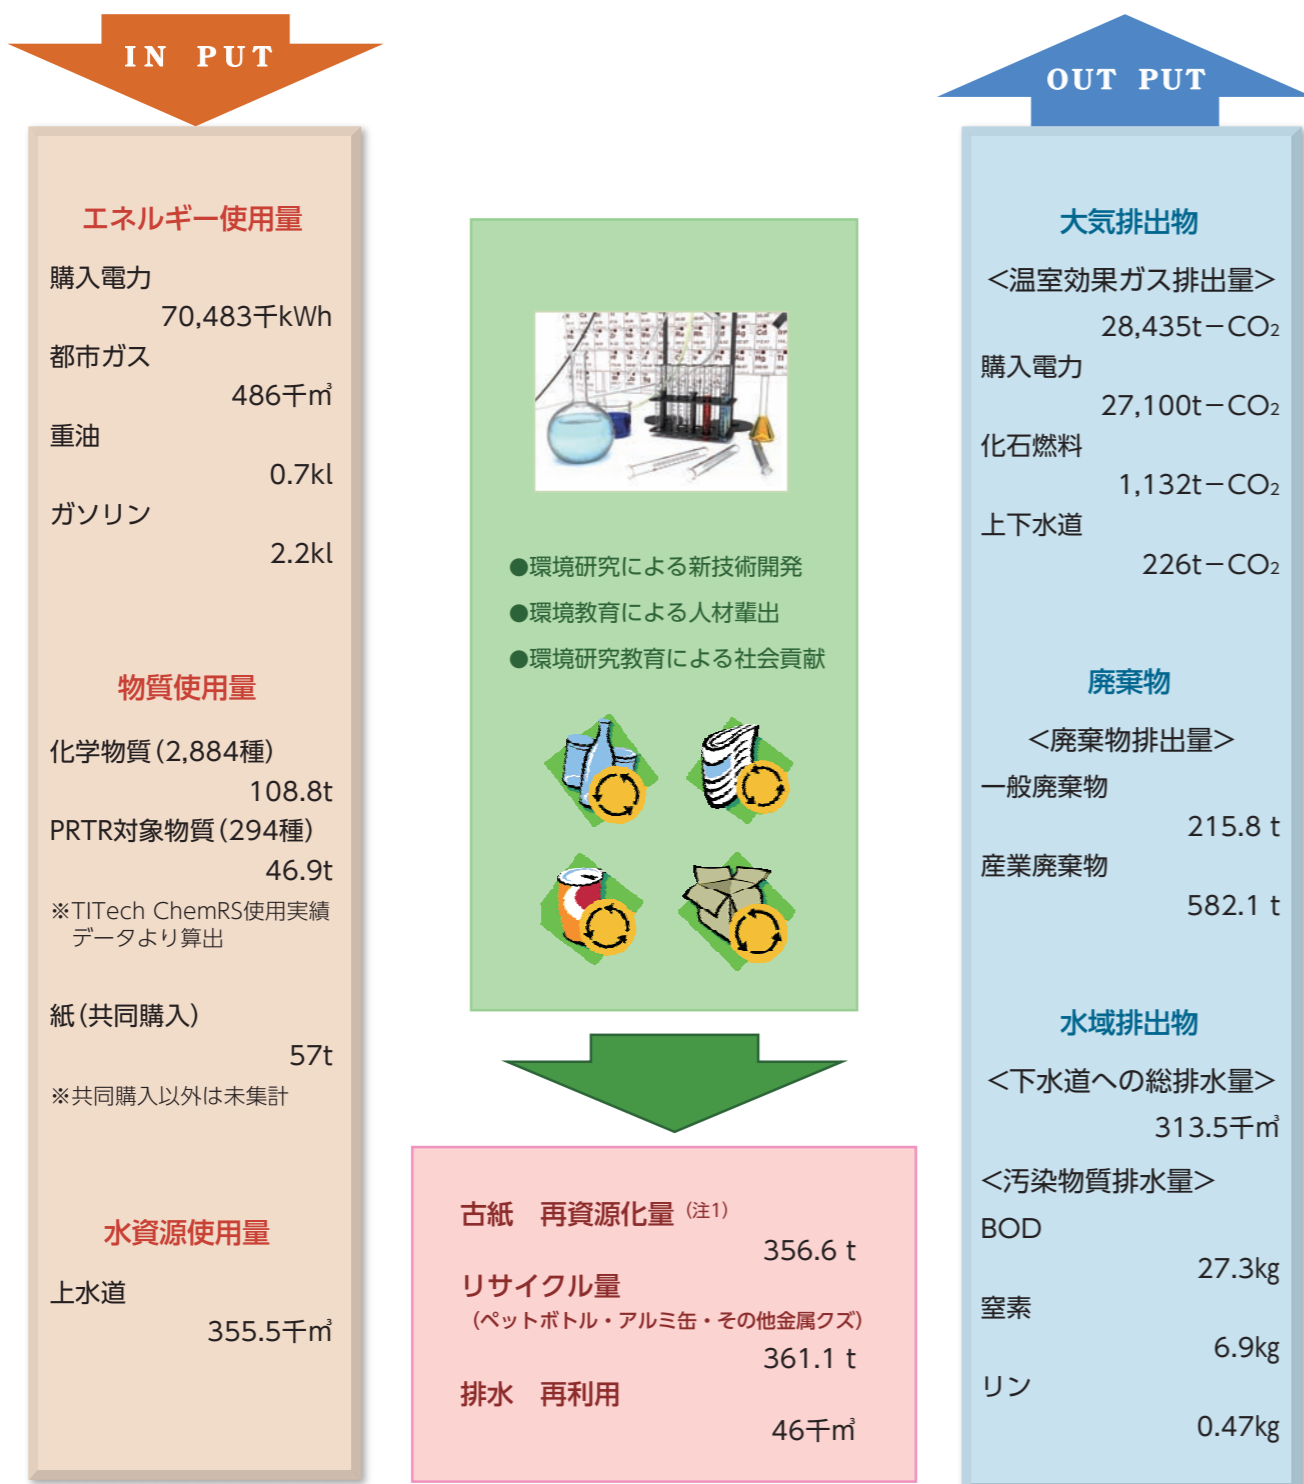 IN PUT
エネルギー使用量
購入電力
70,483千kWh
都市ガス
486千㎥
重油
0.7kl
ガソリン
2.2kl
物質使用量
化学物質(2,884種)
108.8t
PRTR対象物質(294種)
46.9t
※TITech ChemRS使用実績
データより算出
紙(共同購入)
57t
※共同購入以外は未集計
水資源使用量
上水道
355.5千㎥
●環境研究による新技術開発
●環境教育による人材輩出
●環境研究教育による社会貢献
古紙　再資源化量(注1)
356.6 t
リサイクル量
(ペットボトル・アルミ缶・その他金属クズ)
361.1 t
排水　再利用
46千㎥
OUT PUT
大気排出物
<温室効果ガス排出量>
28,435t−CO₂
購入電力
27,100t−CO₂
化石燃料
1,132t−CO₂
上下水道
226t−CO₂
廃棄物
<廃棄物排出量>
一般廃棄物
215.8 t
産業廃棄物
582.1 t
水域排出物
<下水道への総排水量>
313.5千㎥
<汚染物質排水量>
BOD
27.3kg
窒素
6.9kg
リン
0.47kg